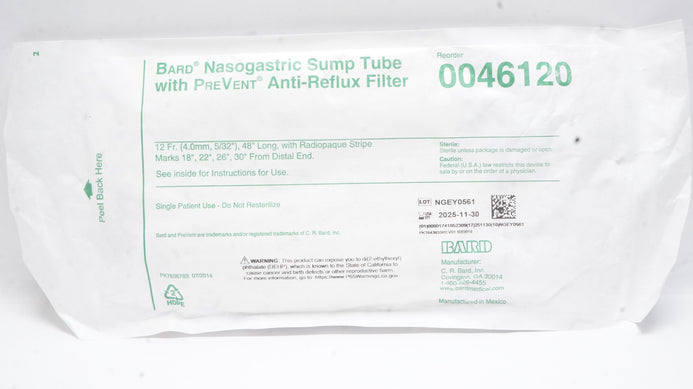 2
BARD® Nasogastric Sump Tube
with PREVENT® Anti-Reflux Filter
Reorder
0046120
12 Fr. (4.0mm, 5/32"), 48" Long, with Radiopaque Stripe
Marks 18", 22", 26", 30" From Distal End.
See inside for Instructions for Use.
Sterile:
Sterile unless package is damaged or open.
Caution:
Federal (U.S.A.) law restricts this device to
sale by or on the order of a physician.
Peel Back Here
Single Patient Use - Do Not Resterilize
LOT NGEY0561
2025-11-30
Bard and PreVent are trademarks and/or registered trademarks of C. R. Bard, Inc.
BARD
WARNING: This product can expose you to di(2-ethylhexyl)
phthalate (DEHP), which is known to the State of California to
cause cancer and birth defects or other reproductive harm.
For more information, go to: https://www.P65Warnings.ca.gov
Manufacturer:
C. R. Bard, Inc.
Covington, GA 30014
www.bardmedical.com
Manufactured in Mexico
07/2014
2
HDPE